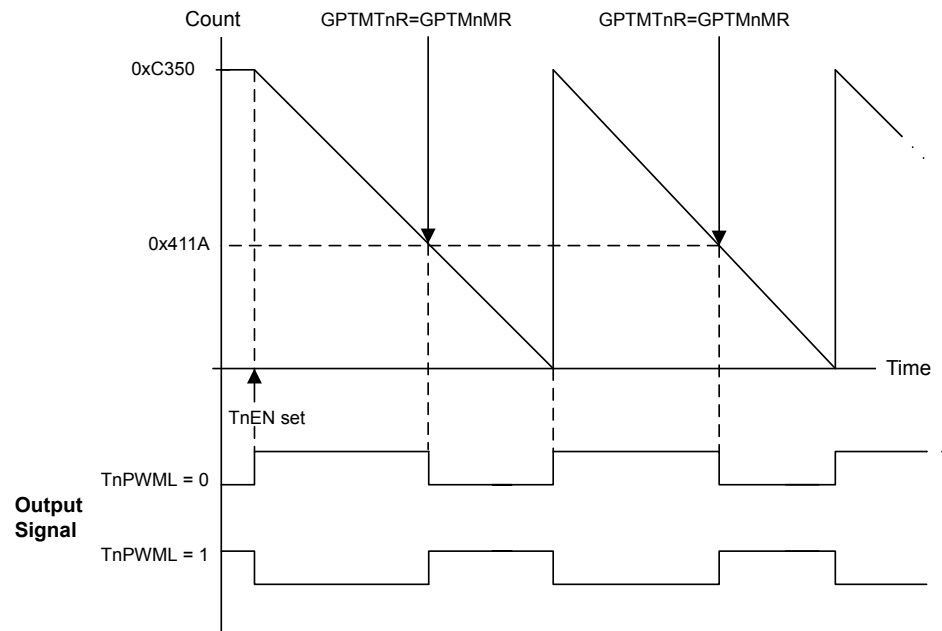 Count
GPTMTnR=GPTMnMR
GPTMTnR=GPTMnMR
0xC350
0x411A
Time
TnEN set
TnPWML = 0
Output
Signal
TnPWML = 1